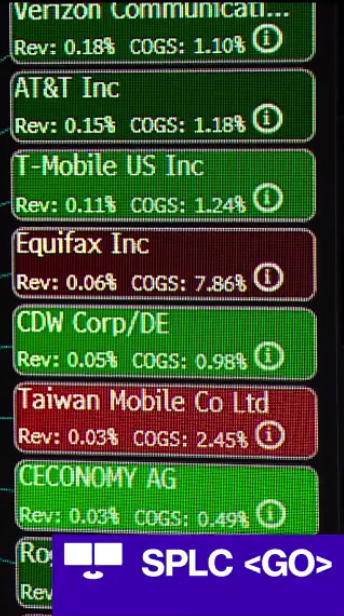 Verizon Communicati...
Rev: 0.18% COGS: 1.10%
AT&T Inc
Rev: 0.15% COGS: 1.18%
T-Mobile US Inc
Rev: 0.11% COGS: 1.24%
Equifax Inc
Rev: 0.06% COGS: 7.86%
CDW Corp/DE
Rev: 0.05% COGS: 0.98%
Taiwan Mobile Co Ltd
Rev: 0.03% COGS: 2.45%
CECONOMY AG
Rev: 0.03% COGS: 0.49%
Ro
Rev
SPLC <GO>